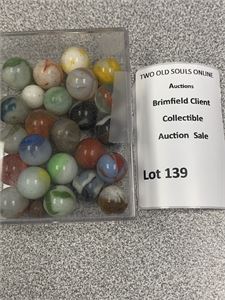 TWO OLD SOULS ONLINE
Auctions
Brimfield Client
Collectible
Auction Sale
Lot 139